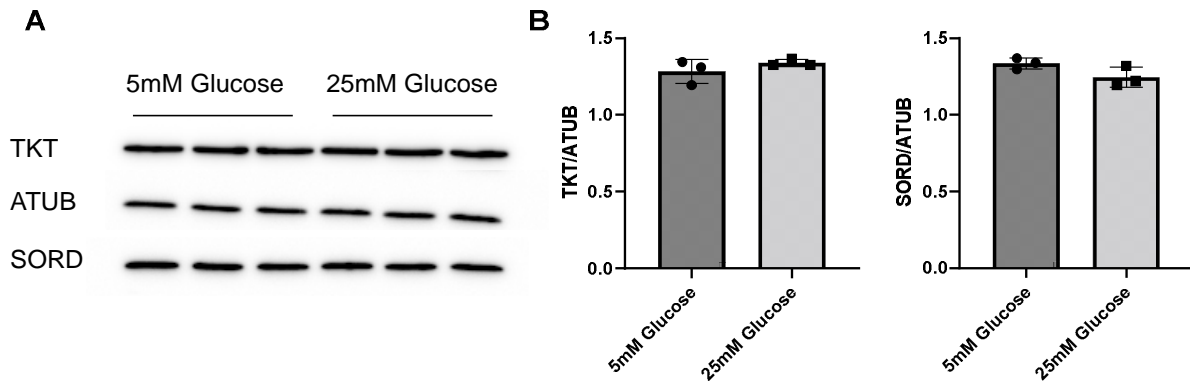 A
5mM Glucose 25mM Glucose
TKT
ATUB
SORD
B
TKT/ATUB
1.5
1.0
0.5
0.0
5mM Glucose
25mM Glucose
SORD/ATUB
1.5
1.0
0.5
0.0
5mM Glucose
25mM Glucose